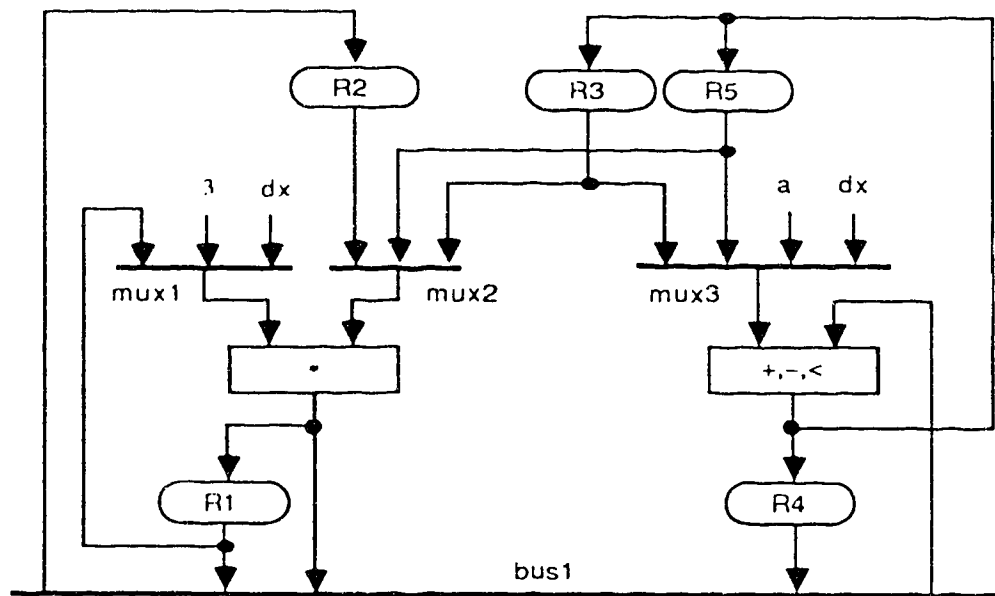 R2
R3
R5
3
dx
a
dx
mux1
mux2
mux3
*
+,-,<
R1
R4
bus1